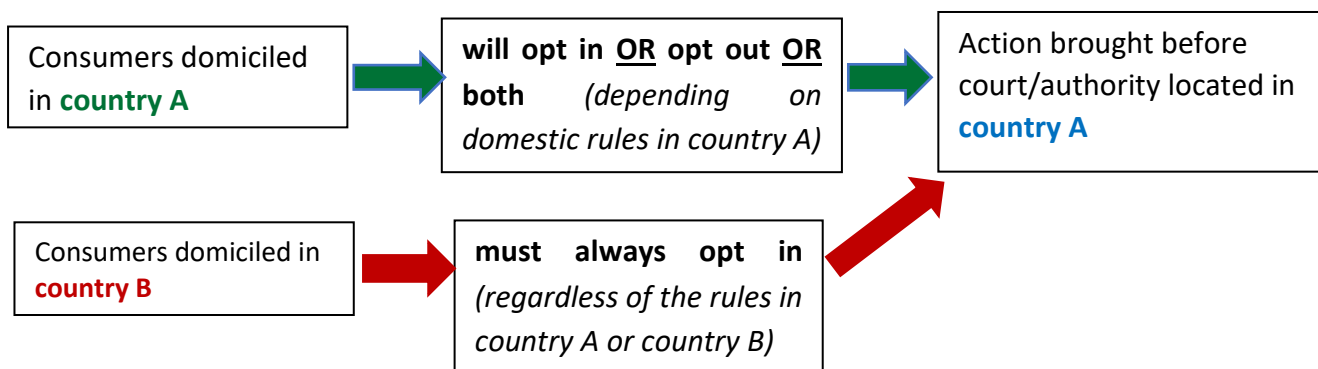 Consumers domiciled
in country A
will opt in OR opt out OR
both (depending on
domestic rules in country A)
Action brought before
court/authority located in
country A
Consumers domiciled in
country B
must always opt in
(regardless of the rules in
country A or country B)